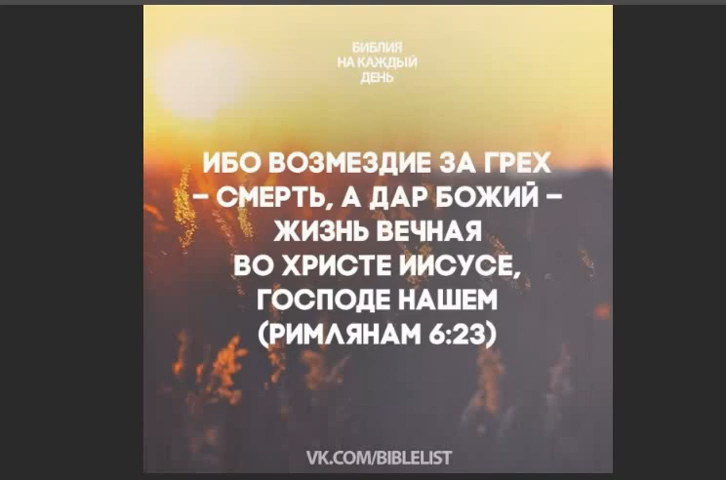 БИБЛИЯ
НА КАЖДЫЙ
ДЕНЬ
ИБО ВОЗМЕЗДИЕ ЗА ГРЕХ
– СМЕРТЬ, А ДАР БОЖИЙ –
ЖИЗНЬ ВЕЧНАЯ
ВО ХРИСТЕ ИИСУСЕ,
ГОСПОДЕ НАШЕМ
(РИМЛЯНАМ 6:23)
VK.COM/BIBLELIST